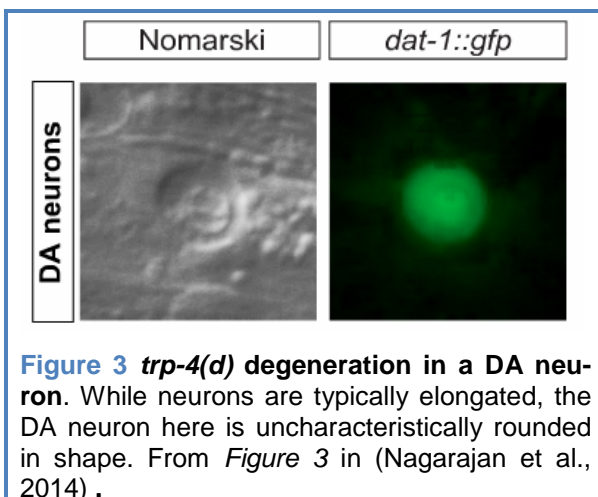 Nomarski
dat-1::gfp
DA neurons
Figure 3 trp-4(d) degeneration in a DA neu-
ron. While neurons are typically elongated, the
DA neuron here is uncharacteristically rounded
in shape. From Figure 3 in (Nagarajan et al.,
2014) .